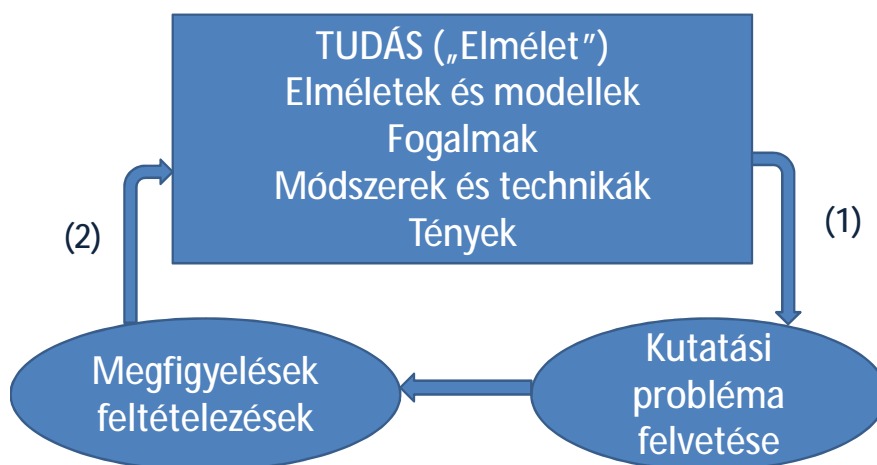 TUDÁS („Elmélet”)
Elméletek és modellek
Fogalmak
Módszerek és technikák
Tények
(1)
(2)
Kutatási
probléma
felvetése
Megfigyelések
feltételezések